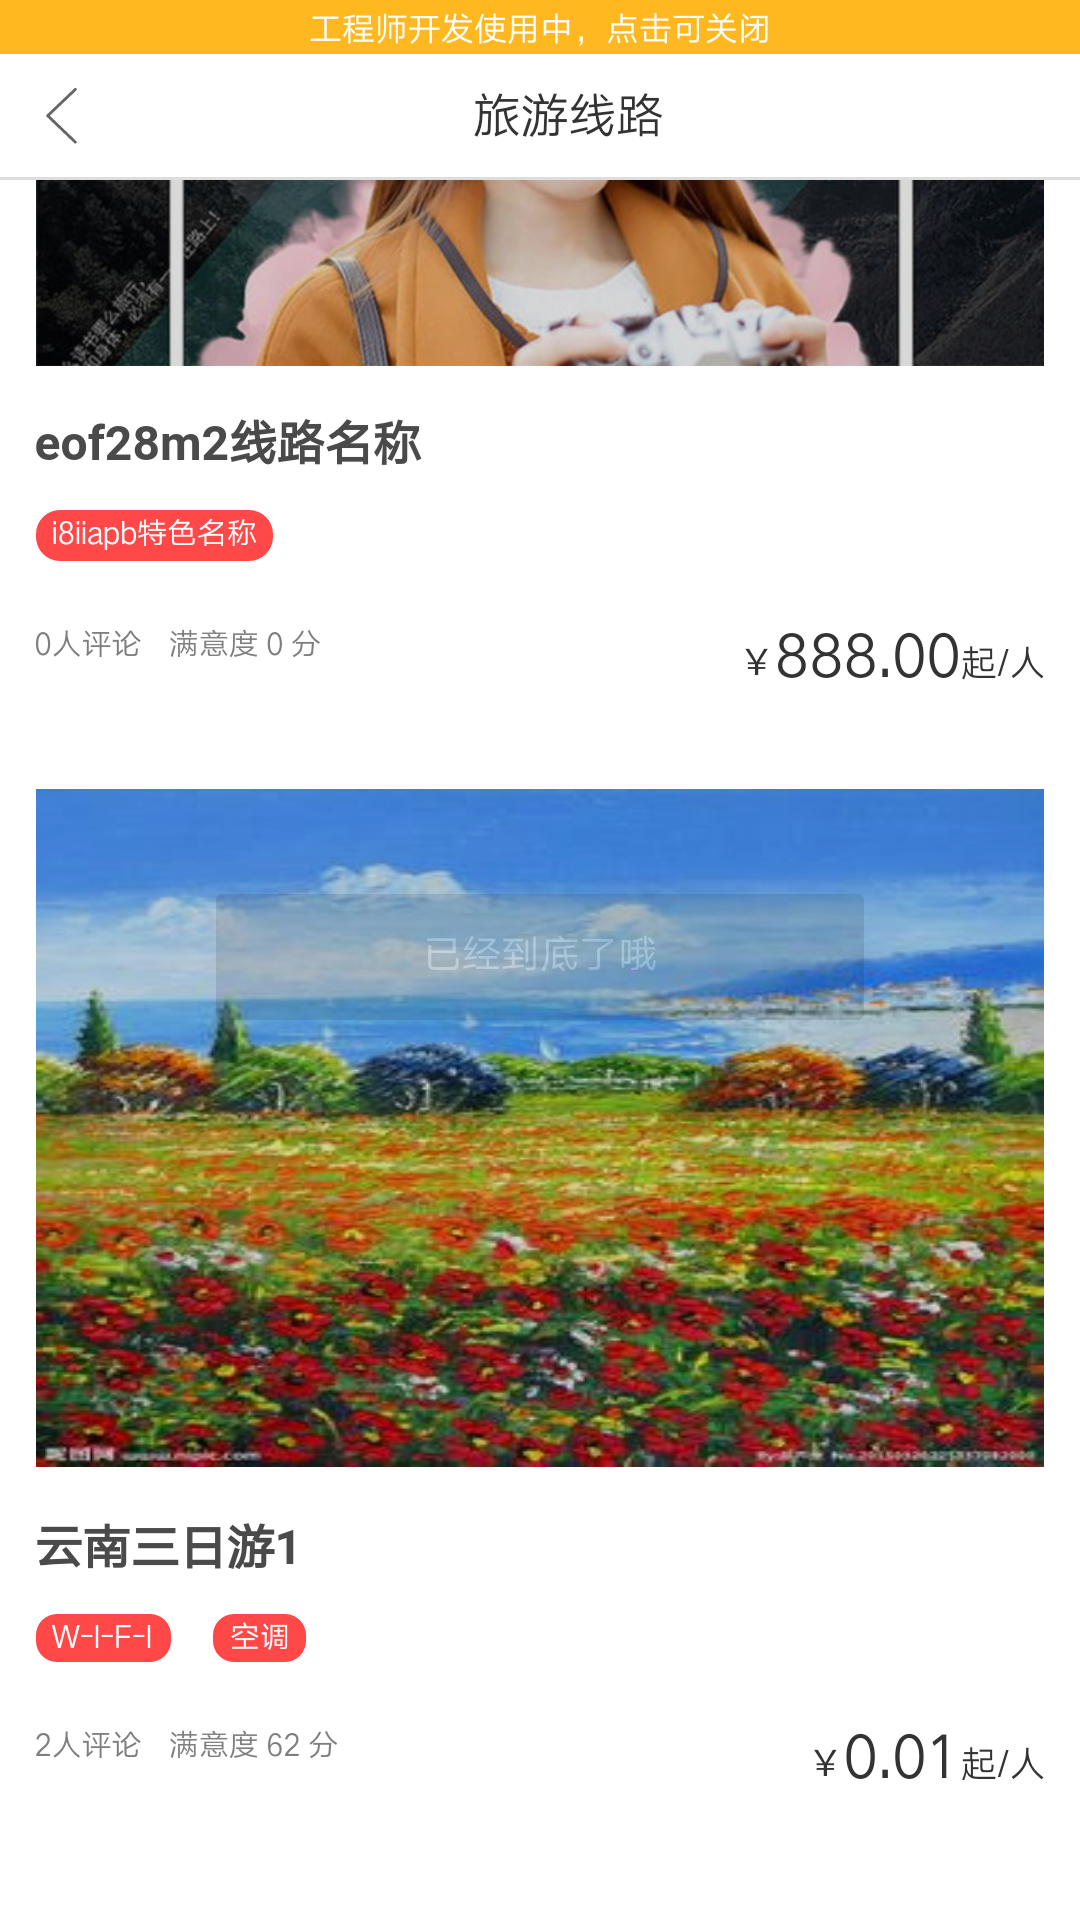 工程师开发使用中，点击可关闭
旅游线路
在路上！
eof28m2线路名称
i8iiapb特色名称
0人评论 满意度 0 分
¥888.00起/人
已经到底了哦
云南三日游1
W-I-F-I 空调
2人评论 满意度 62 分
¥0.01起/人